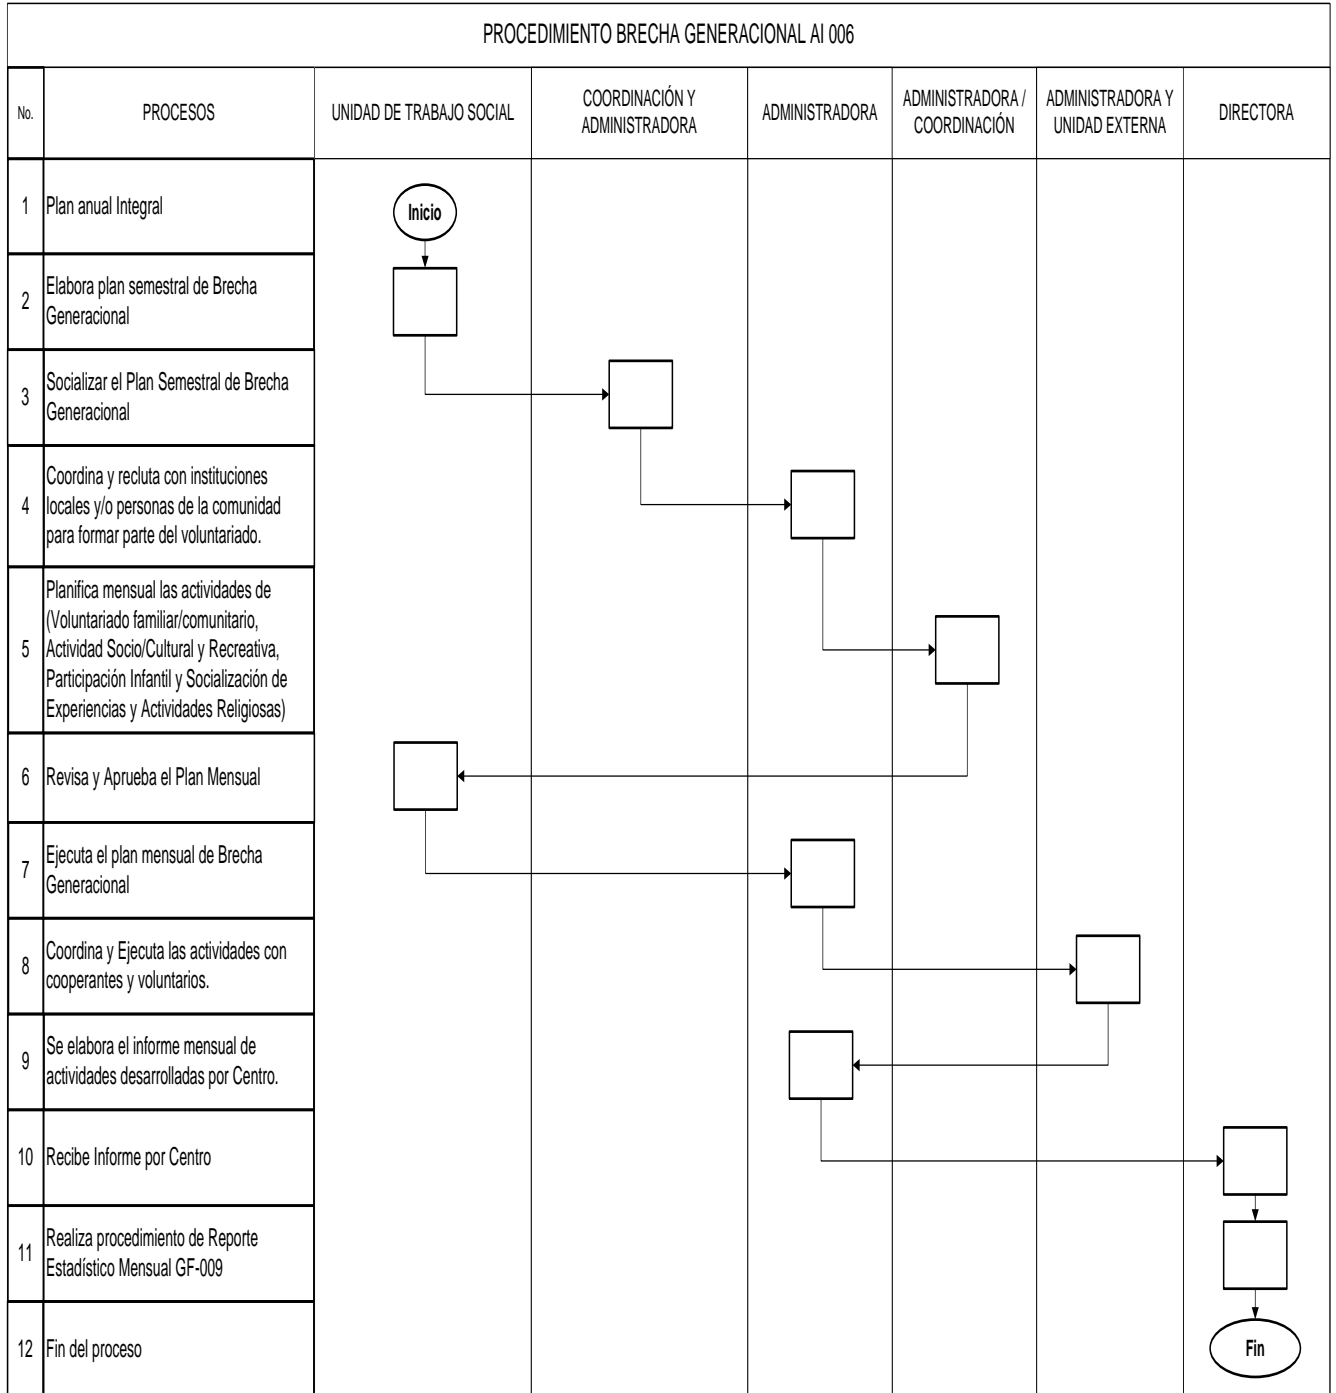 PROCEDIMIENTO BRECHA GENERACIONAL AI 006
No.
PROCESOS
UNIDAD DE TRABAJO SOCIAL
COORDINACIÓN Y
ADMINISTRADORA
ADMINISTRADORA
ADMINISTRADORA /
COORDINACIÓN
ADMINISTRADORA Y
UNIDAD EXTERNA
DIRECTORA
1 Plan anual Integral
Inicio
2 Elabora plan semestral de Brecha
Generacional
3 Socializar el Plan Semestral de Brecha
Generacional
4 Coordina y recluta con instituciones
locales y/o personas de la comunidad
para formar parte del voluntariado.
5 Planifica mensual las actividades de
(Voluntariado familiar/comunitario,
Actividad Socio/Cultural y Recreativa,
Participación Infantil y Socialización de
Experiencias y Actividades Religiosas)
6 Revisa y Aprueba el Plan Mensual
7 Ejecuta el plan mensual de Brecha
Generacional
8 Coordina y Ejecuta las actividades con
cooperantes y voluntarios.
9 Se elabora el informe mensual de
actividades desarrolladas por Centro.
10 Recibe Informe por Centro
11 Realiza procedimiento de Reporte
Estadístico Mensual GF-009
12 Fin del proceso
Fin